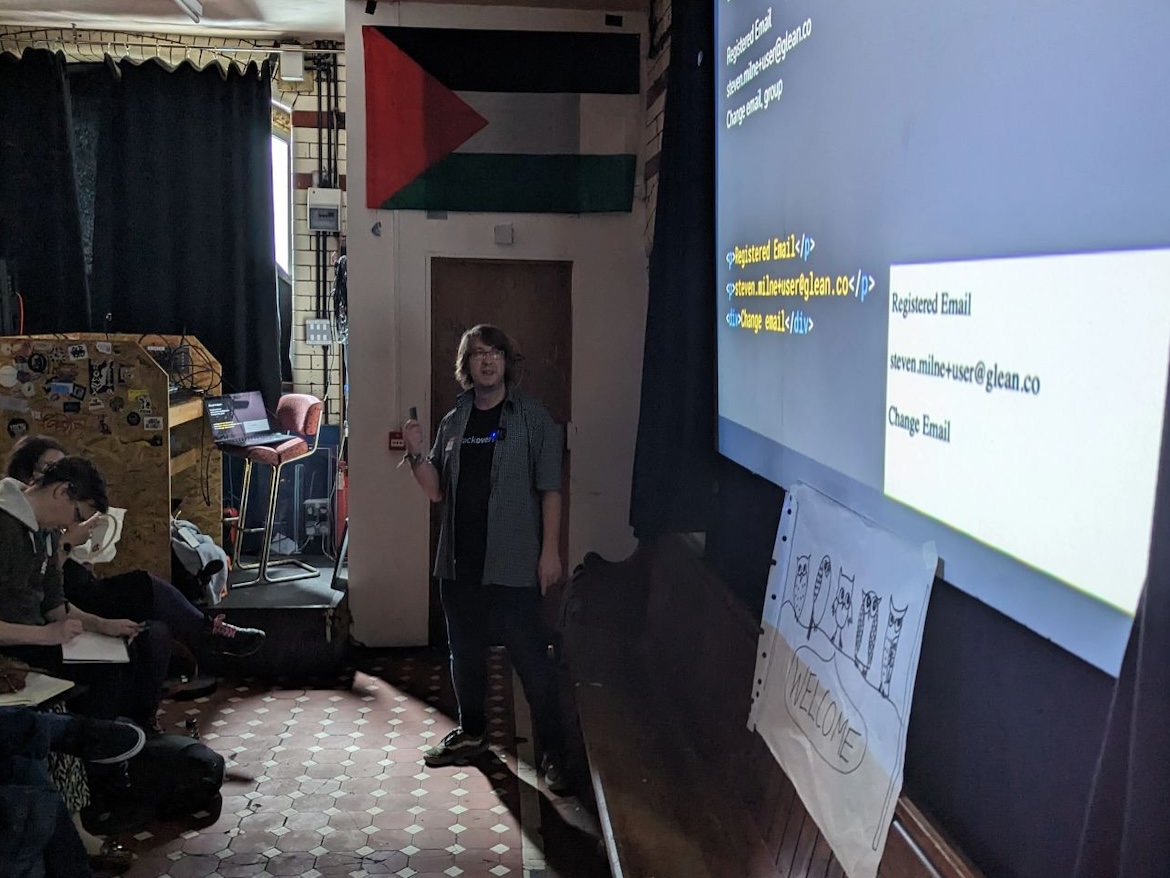 Registered Email
steven.milne+user@glean.co
Change email, group
<p>Registered Email</p>
<p>steven.milne+user@glean.co</p>
<div>Change email</div>
Registered Email
steven.milne+user@glean.co
Change Email
WELCOME